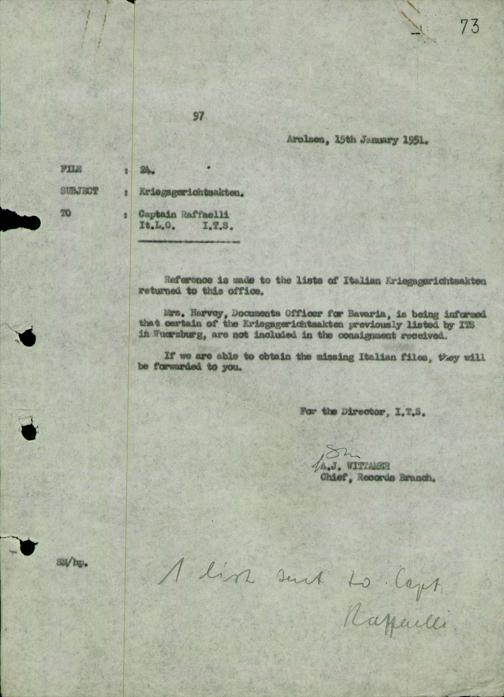 73
97
Arolsen, 15th January 1951.
FILE : 24.
SUBJECT : Kriegsgerichtsakten.
TO : Captain Raffaelli
It.L.O. I.T.S.
Reference is made to the lists of Italian Kriegsgerichtsakten
returned to this office.
Mrs. Harvey, Documents Officer for Bavaria, is being informed
that certain of the Kriegsgerichtsakten previously listed by ITS
in Wuerzburg, are not included in the consignment received.
If we are able to obtain the missing Italian files, they will
be forwarded to you.
For the Director, I.T.S.
A.J. WITTAMER
Chief, Records Branch.
1 list sent to Capt.
Raffaelli